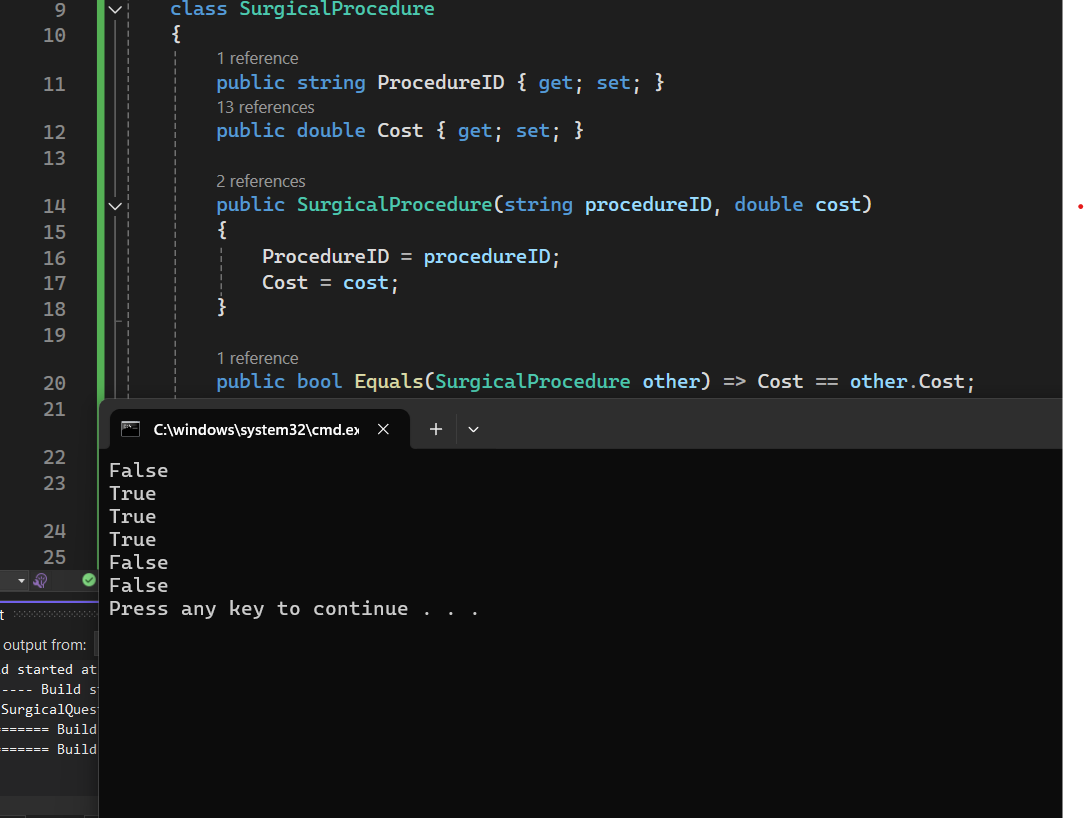 9 class SurgicalProcedure
10 {
1 reference
11 public string ProcedureID { get; set; }
13 references
12 public double Cost { get; set; }
13
2 references
14 public SurgicalProcedure(string procedureID, double cost)
15 {
16 ProcedureID = procedureID;
17 Cost = cost;
18 }
19
1 reference
20 public bool Equals(SurgicalProcedure other) => Cost == other.Cost;
21
22
23
24
25
C:\windows\system32\cmd.ex
False
True
True
True
False
False
Press any key to continue . . .
t
output from:
d started at
---- Build s
SurgicalQues
======= Build
======= Build